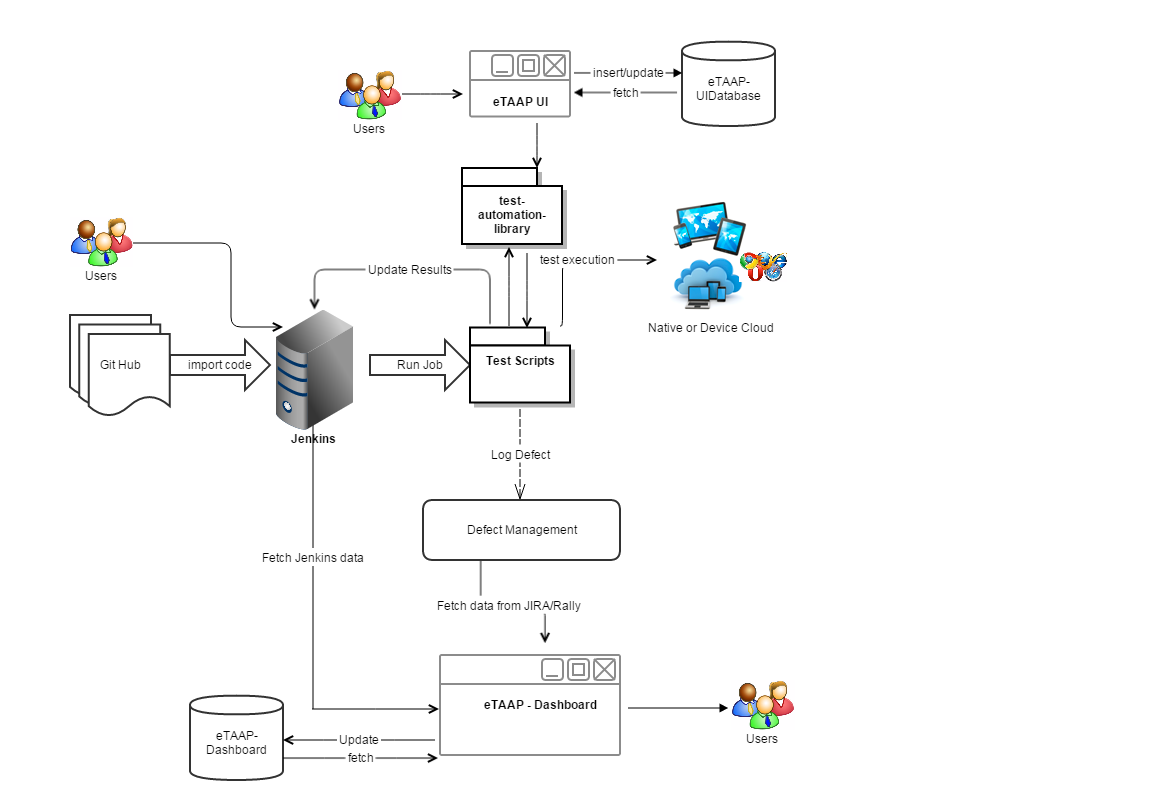 eTAAP UI
insert/update
fetch
eTAAP-
UIDatabase
Users
test-
automation-
library
Users
Update Results
test execution
Native or Device Cloud
Git Hub
import code
Run Job
Test Scripts
Jenkins
Log Defect
Defect Management
Fetch Jenkins data
Fetch data from JIRA/Rally
eTAAP - Dashboard
eTAAP-
Dashboard
Update
fetch
Users